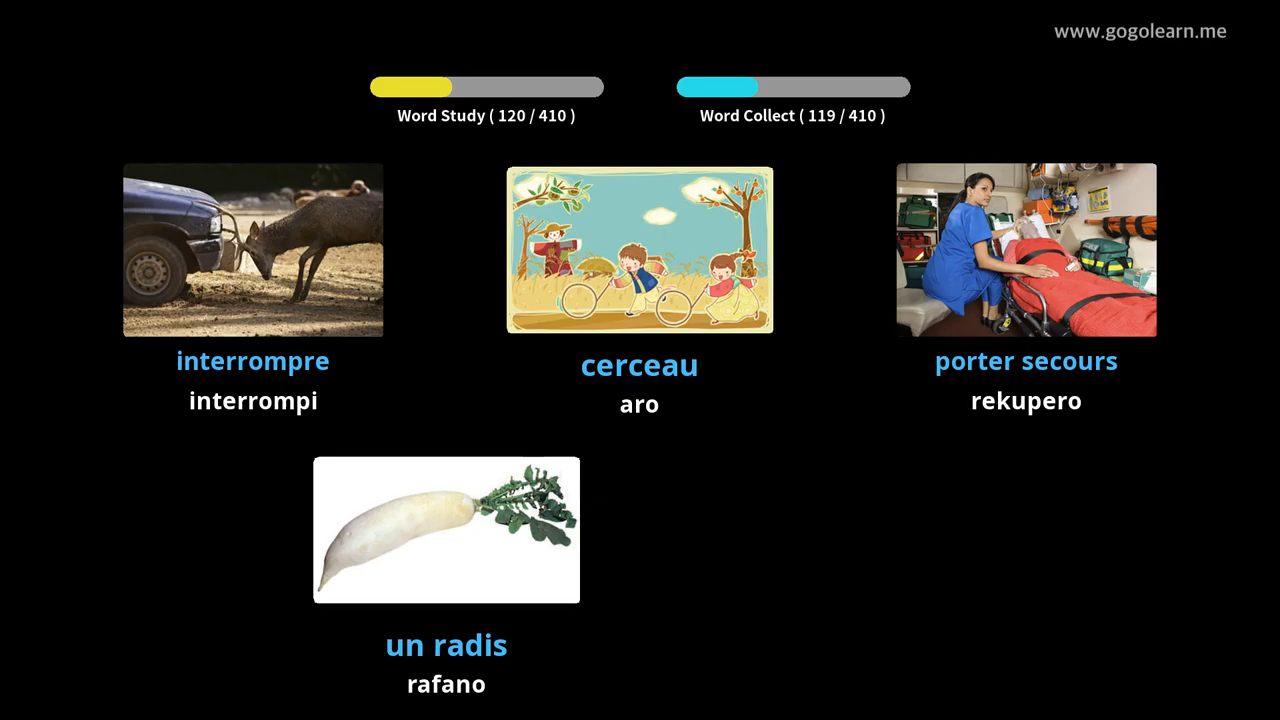 www.gogolearn.me
Word Study ( 120 / 410 )
Word Collect ( 119 / 410 )
interrompre
interrompi
cerceau
aro
porter secours
rekupero
un radis
rafano